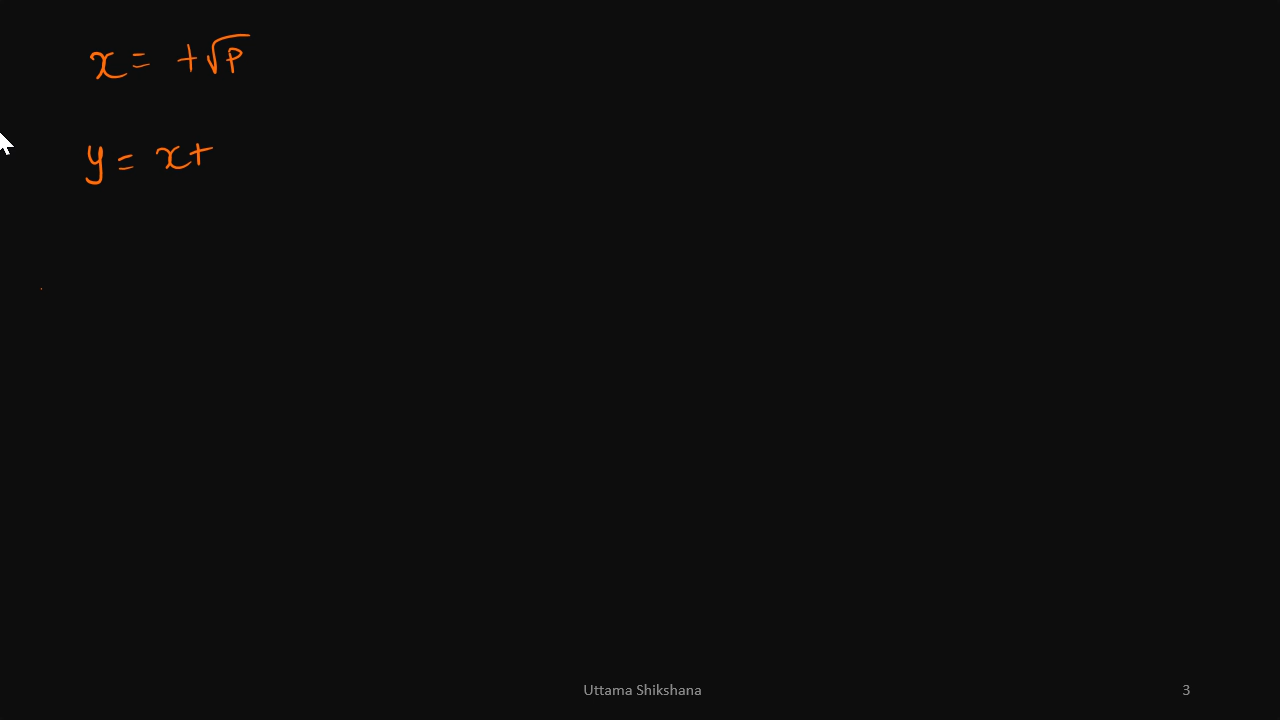 x = +√P
y = x+
Uttama Shikshana
3